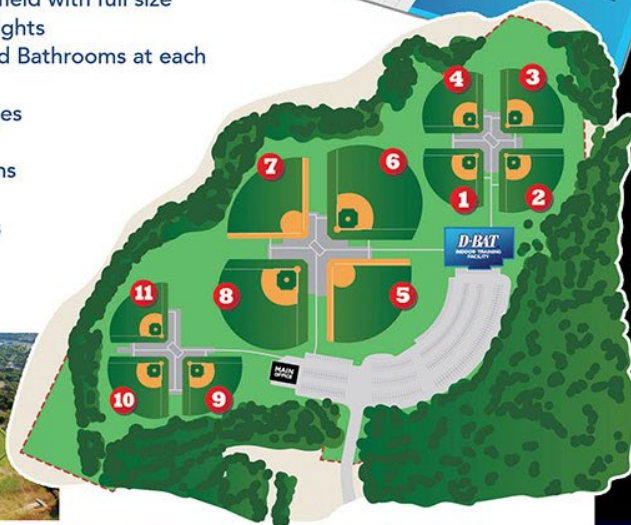 field with full size
ights
d Bathrooms at each
es
ns
s
4
3
7
6
1
2
D-BAT
INDOOR TRAINING
FACILITY
11
8
5
MAIN
OFFICE
10
9